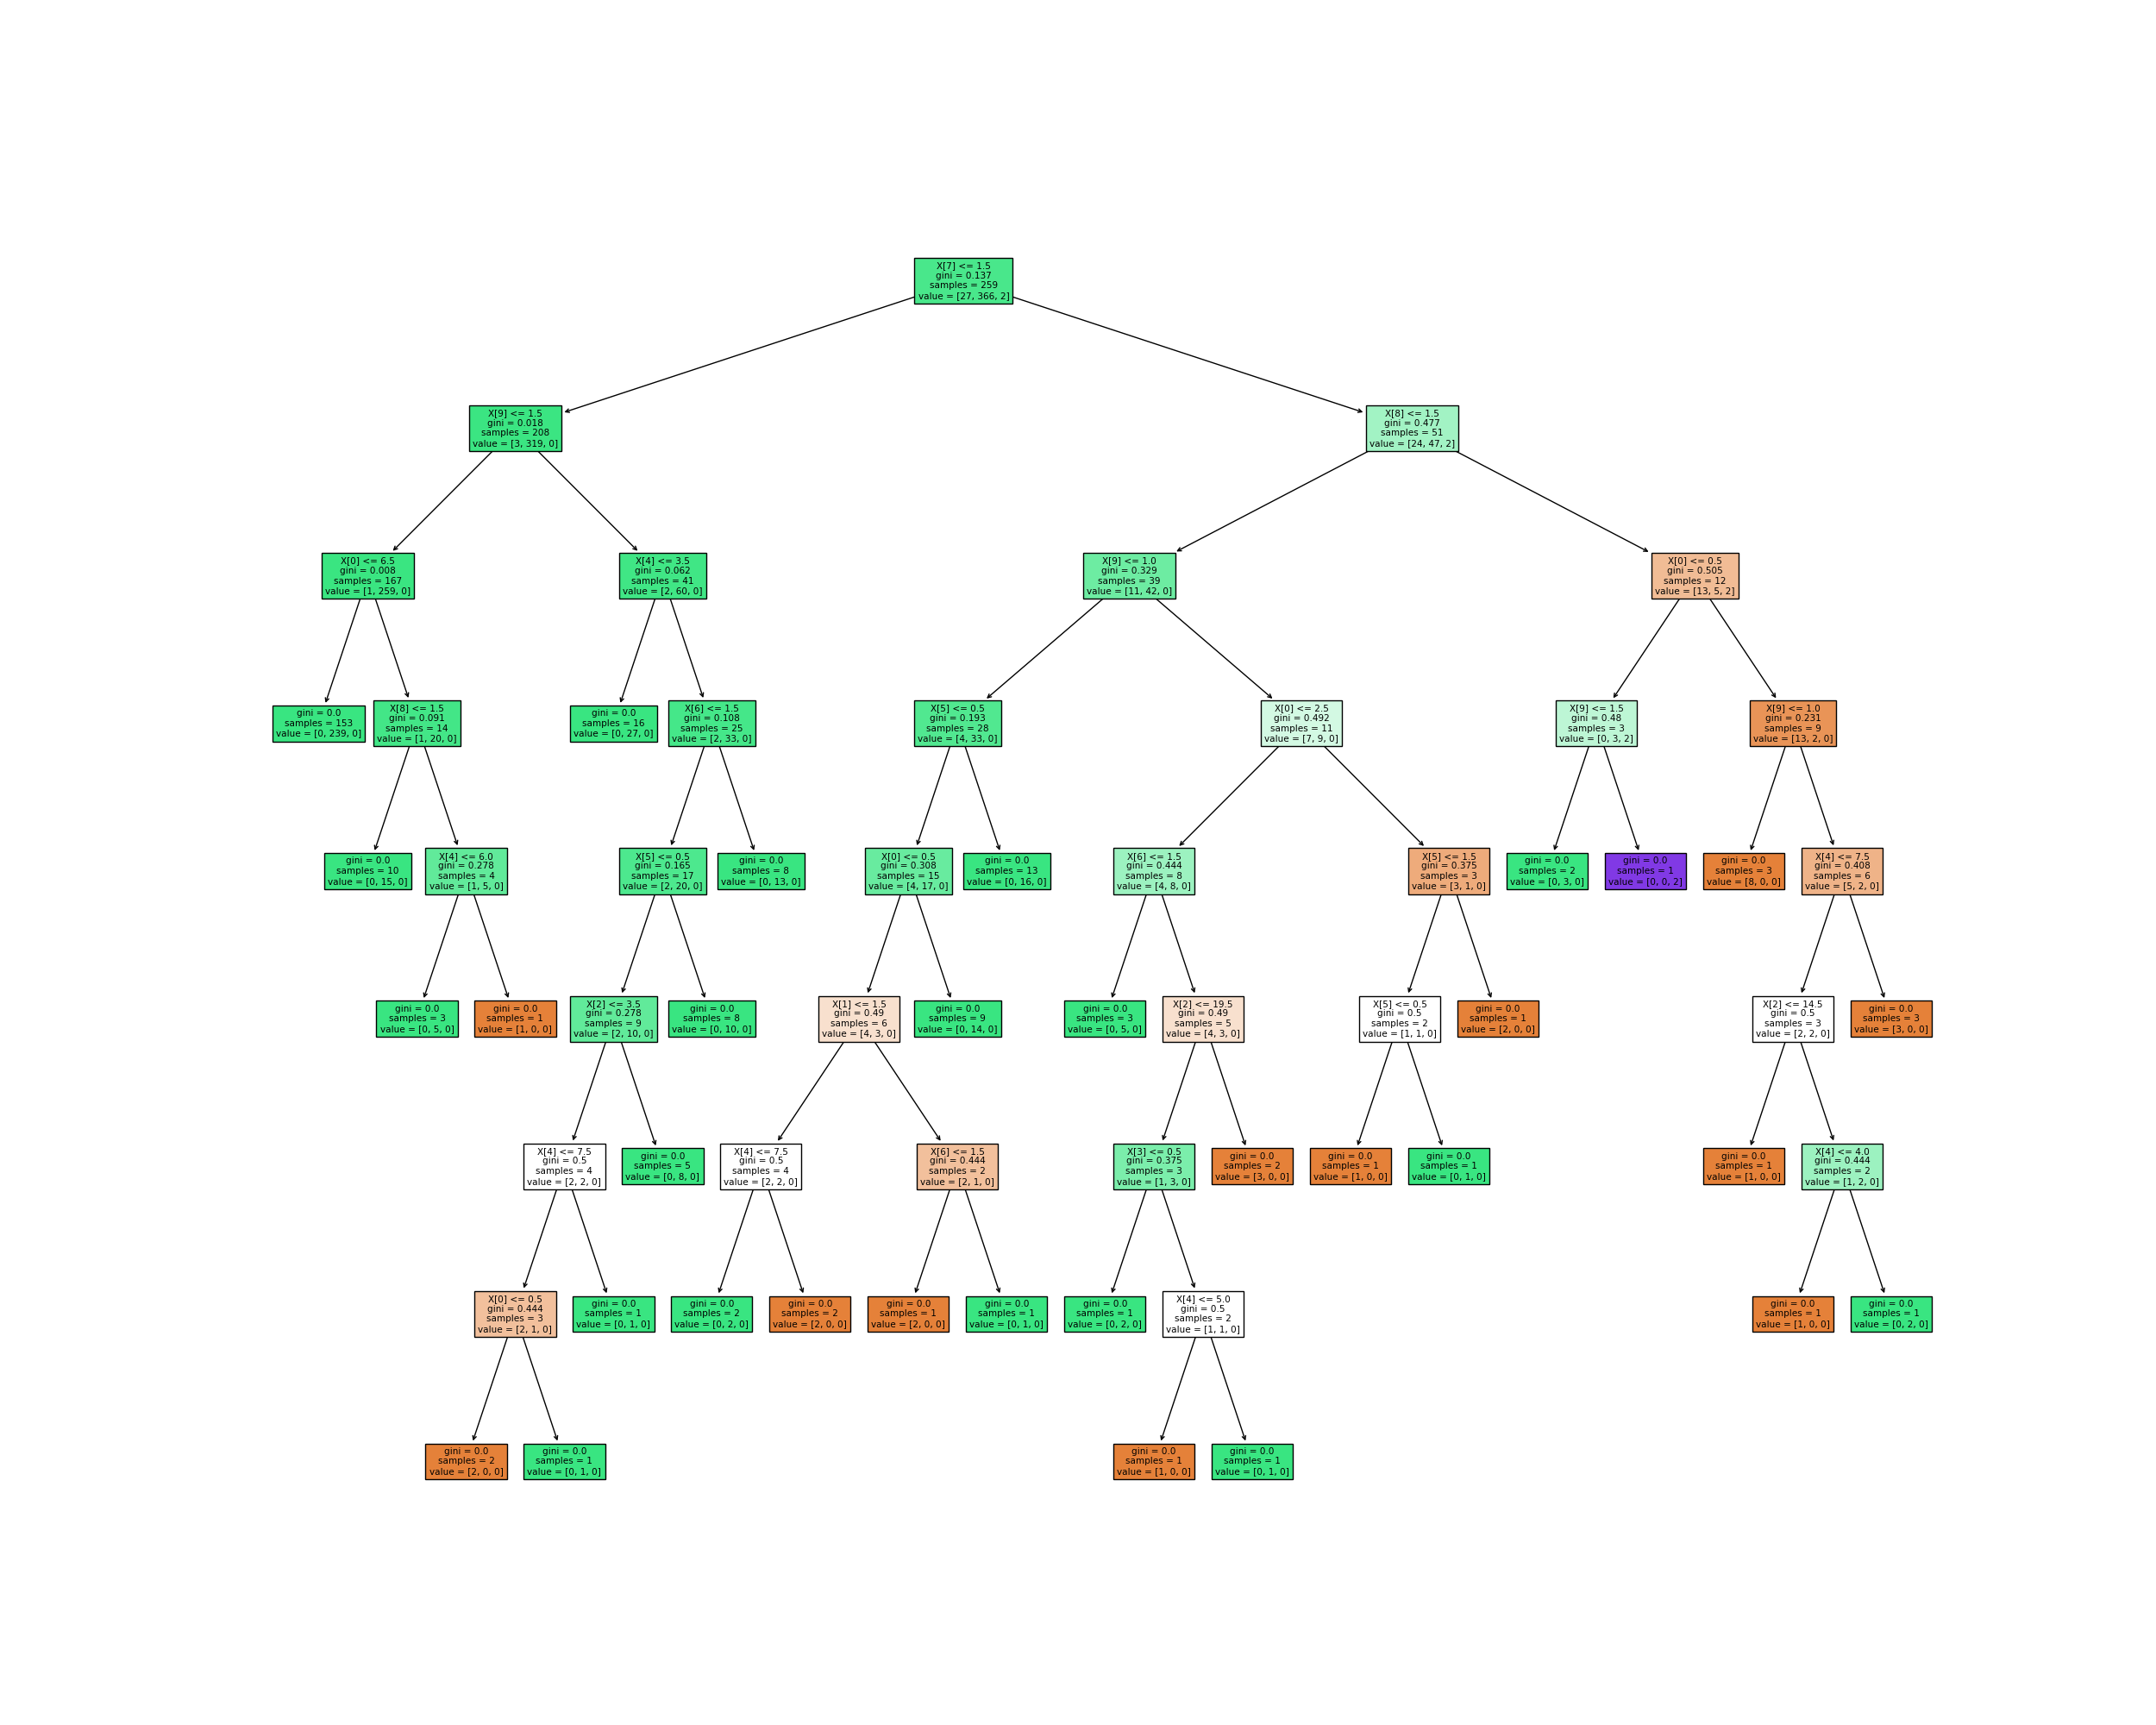 X[7] <= 1.5
gini = 0.137
samples = 259
value = [27, 366, 2]
X[9] <= 1.5
gini = 0.018
samples = 208
value = [3, 319, 0]
X[8] <= 1.5
gini = 0.477
samples = 51
value = [24, 47, 2]
X[0] <= 6.5
gini = 0.008
samples = 167
value = [1, 259, 0]
X[4] <= 3.5
gini = 0.062
samples = 41
value = [2, 60, 0]
X[9] <= 1.0
gini = 0.329
samples = 39
value = [11, 42, 0]
X[0] <= 0.5
gini = 0.505
samples = 12
value = [13, 5, 2]
gini = 0.0
samples = 153
value = [0, 239, 0]
X[8] <= 1.5
gini = 0.091
samples = 14
value = [1, 20, 0]
gini = 0.0
samples = 16
value = [0, 27, 0]
X[6] <= 1.5
gini = 0.108
samples = 25
value = [2, 33, 0]
X[5] <= 0.5
gini = 0.193
samples = 28
value = [4, 33, 0]
X[0] <= 2.5
gini = 0.492
samples = 11
value = [7, 9, 0]
X[9] <= 1.5
gini = 0.48
samples = 3
value = [0, 3, 2]
X[9] <= 1.0
gini = 0.231
samples = 9
value = [13, 2, 0]
gini = 0.0
samples = 10
value = [0, 15, 0]
X[4] <= 6.0
gini = 0.278
samples = 4
value = [1, 5, 0]
X[5] <= 0.5
gini = 0.165
samples = 17
value = [2, 20, 0]
gini = 0.0
samples = 8
value = [0, 13, 0]
X[0] <= 0.5
gini = 0.308
samples = 15
value = [4, 17, 0]
gini = 0.0
samples = 13
value = [0, 16, 0]
X[6] <= 1.5
gini = 0.444
samples = 8
value = [4, 8, 0]
X[5] <= 1.5
gini = 0.375
samples = 3
value = [3, 1, 0]
gini = 0.0
samples = 2
value = [0, 3, 0]
gini = 0.0
samples = 1
value = [0, 0, 2]
gini = 0.0
samples = 3
value = [8, 0, 0]
X[4] <= 7.5
gini = 0.408
samples = 6
value = [5, 2, 0]
gini = 0.0
samples = 3
value = [0, 5, 0]
gini = 0.0
samples = 1
value = [1, 0, 0]
X[2] <= 3.5
gini = 0.278
samples = 9
value = [2, 10, 0]
gini = 0.0
samples = 8
value = [0, 10, 0]
X[1] <= 1.5
gini = 0.49
samples = 6
value = [4, 3, 0]
gini = 0.0
samples = 9
value = [0, 14, 0]
gini = 0.0
samples = 3
value = [0, 5, 0]
X[2] <= 19.5
gini = 0.49
samples = 5
value = [4, 3, 0]
X[5] <= 0.5
gini = 0.5
samples = 2
value = [1, 1, 0]
gini = 0.0
samples = 1
value = [2, 0, 0]
X[2] <= 14.5
gini = 0.5
samples = 3
value = [2, 2, 0]
gini = 0.0
samples = 3
value = [3, 0, 0]
X[4] <= 7.5
gini = 0.5
samples = 4
value = [2, 2, 0]
gini = 0.0
samples = 5
value = [0, 8, 0]
X[4] <= 7.5
gini = 0.5
samples = 4
value = [2, 2, 0]
X[6] <= 1.5
gini = 0.444
samples = 2
value = [2, 1, 0]
X[3] <= 0.5
gini = 0.375
samples = 3
value = [1, 3, 0]
gini = 0.0
samples = 2
value = [3, 0, 0]
gini = 0.0
samples = 1
value = [1, 0, 0]
gini = 0.0
samples = 1
value = [0, 1, 0]
gini = 0.0
samples = 1
value = [1, 0, 0]
X[4] <= 4.0
gini = 0.444
samples = 2
value = [1, 2, 0]
X[0] <= 0.5
gini = 0.444
samples = 3
value = [2, 1, 0]
gini = 0.0
samples = 1
value = [0, 1, 0]
gini = 0.0
samples = 2
value = [0, 2, 0]
gini = 0.0
samples = 2
value = [2, 0, 0]
gini = 0.0
samples = 1
value = [2, 0, 0]
gini = 0.0
samples = 1
value = [0, 1, 0]
gini = 0.0
samples = 1
value = [0, 2, 0]
X[4] <= 5.0
gini = 0.5
samples = 2
value = [1, 1, 0]
gini = 0.0
samples = 1
value = [1, 0, 0]
gini = 0.0
samples = 1
value = [0, 2, 0]
gini = 0.0
samples = 2
value = [2, 0, 0]
gini = 0.0
samples = 1
value = [0, 1, 0]
gini = 0.0
samples = 1
value = [1, 0, 0]
gini = 0.0
samples = 1
value = [0, 1, 0]